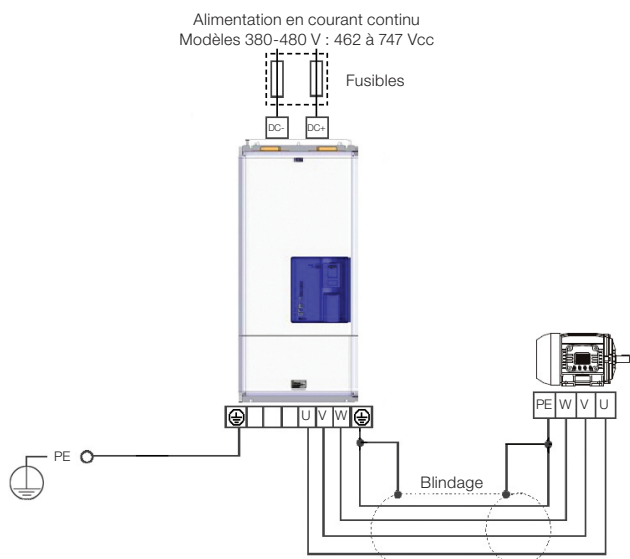 Alimentation en courant continu
Modèles 380-480 V : 462 à 747 Vcc
Fusibles
DC- DC+
U V W
PE W V U
PE
Blindage